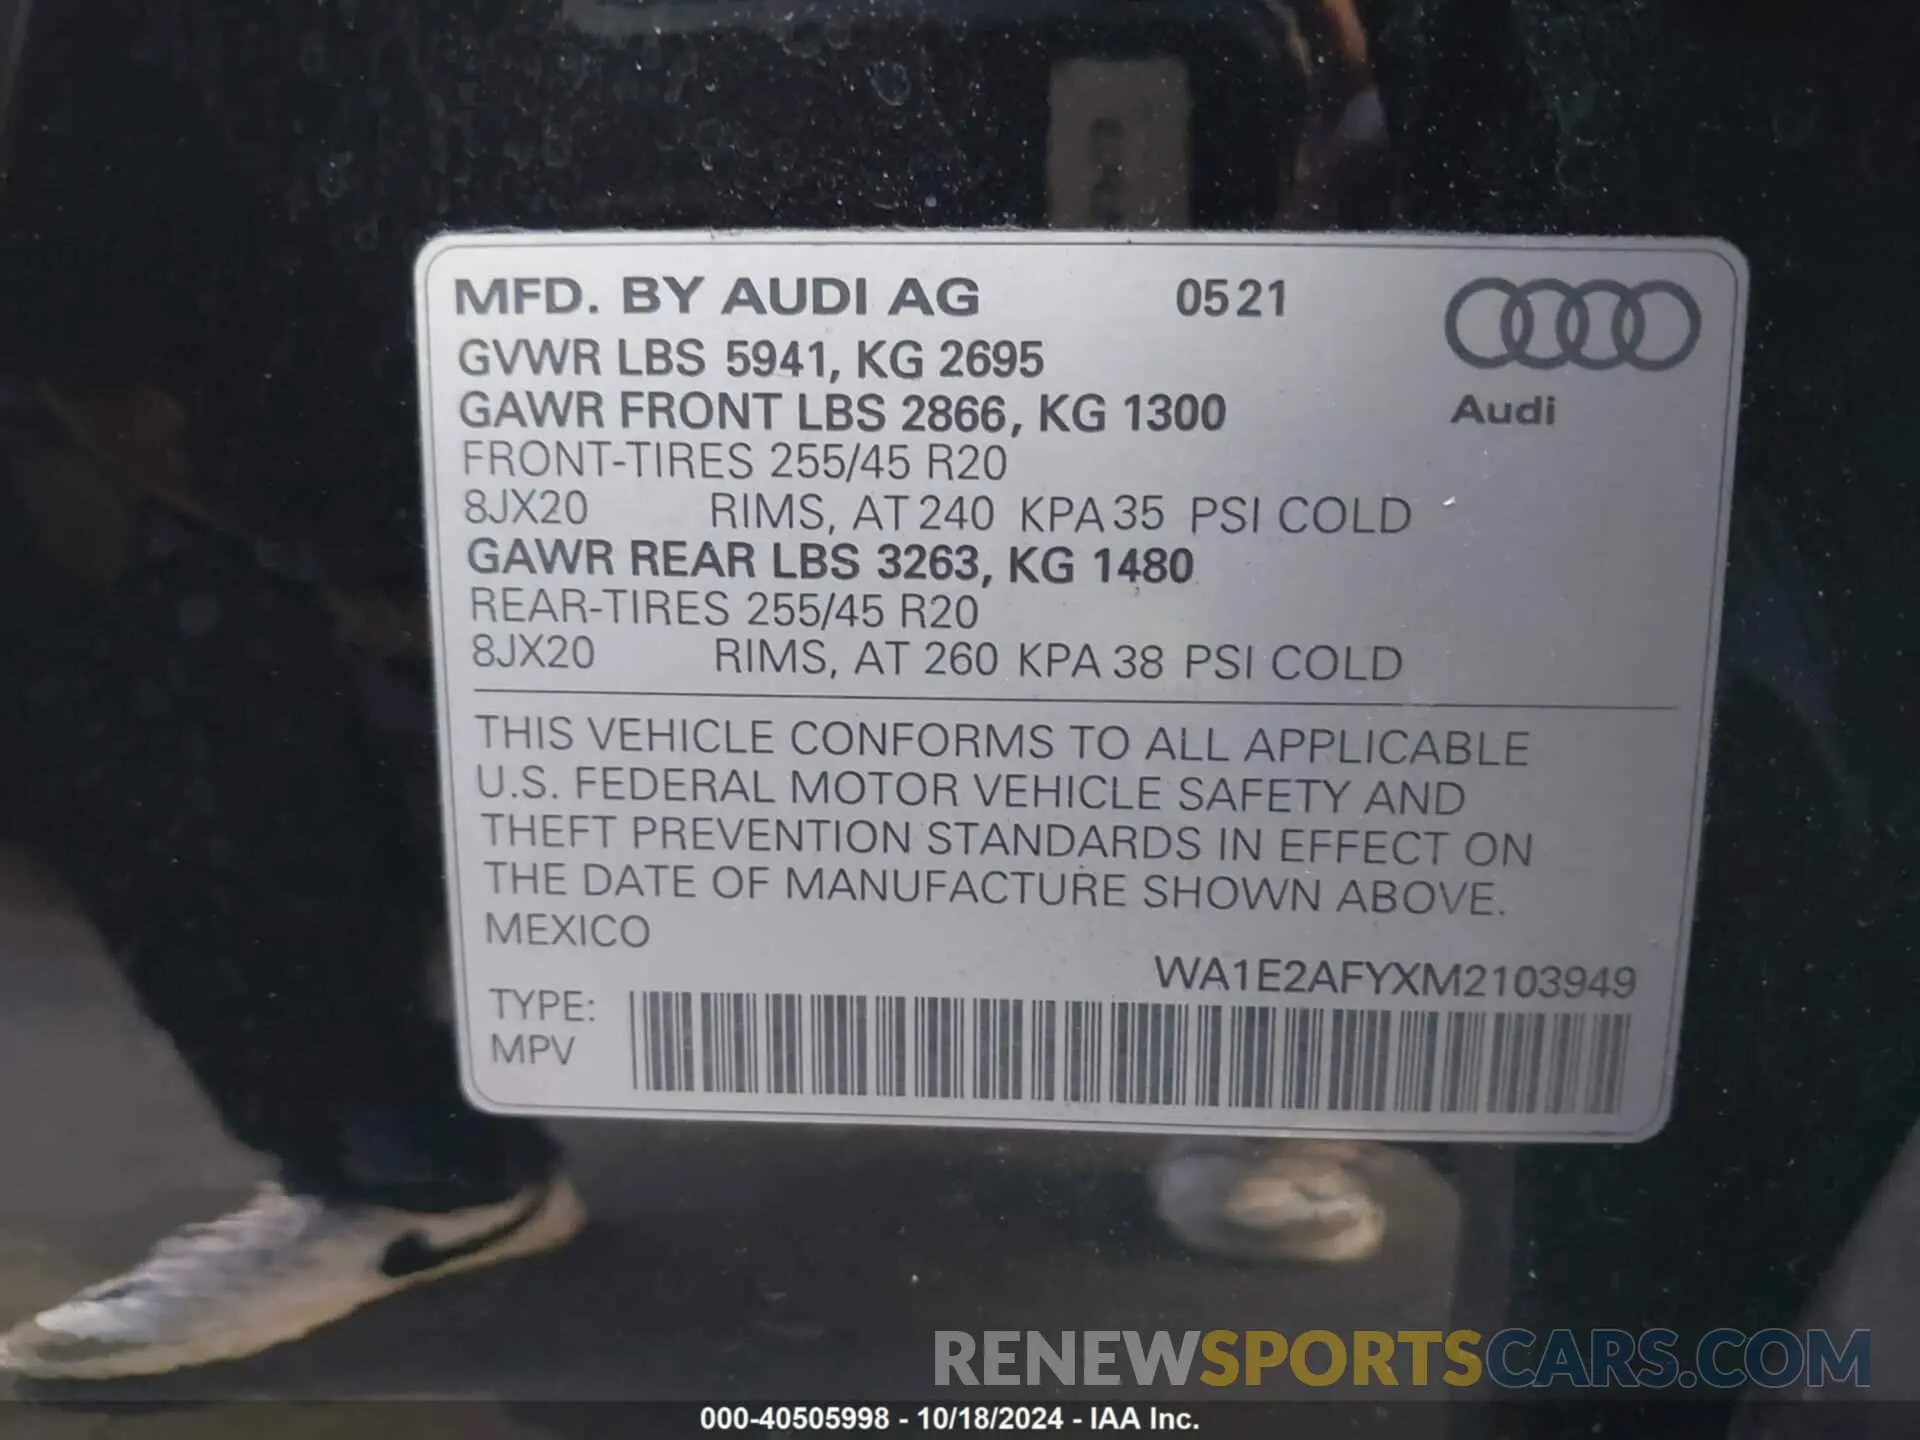 MFD. BY AUDI AG 0521
GVWR LBS 5941, KG 2695
GAWR FRONT LBS 2866, KG 1300
Audi
FRONT-TIRES 255/45 R20
8JX20 RIMS, AT 240 KPA 35 PSI COLD
GAWR REAR LBS 3263, KG 1480
REAR-TIRES 255/45 R20
8JX20 RIMS, AT 260 KPA 38 PSI COLD
THIS VEHICLE CONFORMS TO ALL APPLICABLE
U.S. FEDERAL MOTOR VEHICLE SAFETY AND
THEFT PREVENTION STANDARDS IN EFFECT ON
THE DATE OF MANUFACTURE SHOWN ABOVE.
MEXICO
WA1E2AFYXM2103949
TYPE:
MPV
RENEWSPORTSCARS.COM
000-40505998 - 10/18/2024 - IAA Inc.